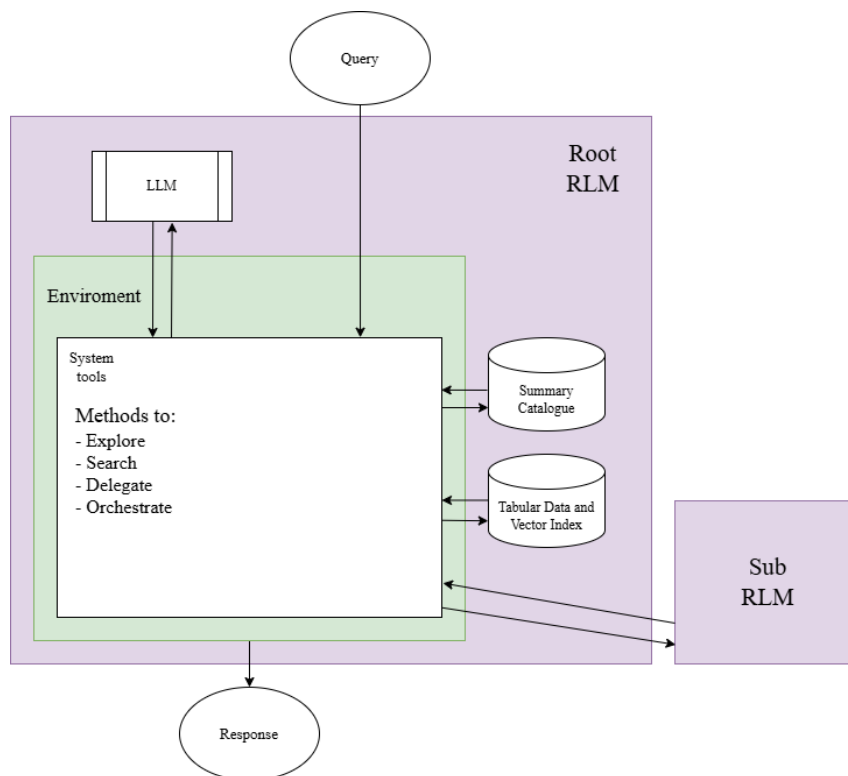 Query
Root
RLM
LLM
Enviroment
System
tools
Methods to:
- Explore
- Search
- Delegate
- Orchestrate
Summary
Catalogue
Tabular Data and
Vector Index
Sub
RLM
Response